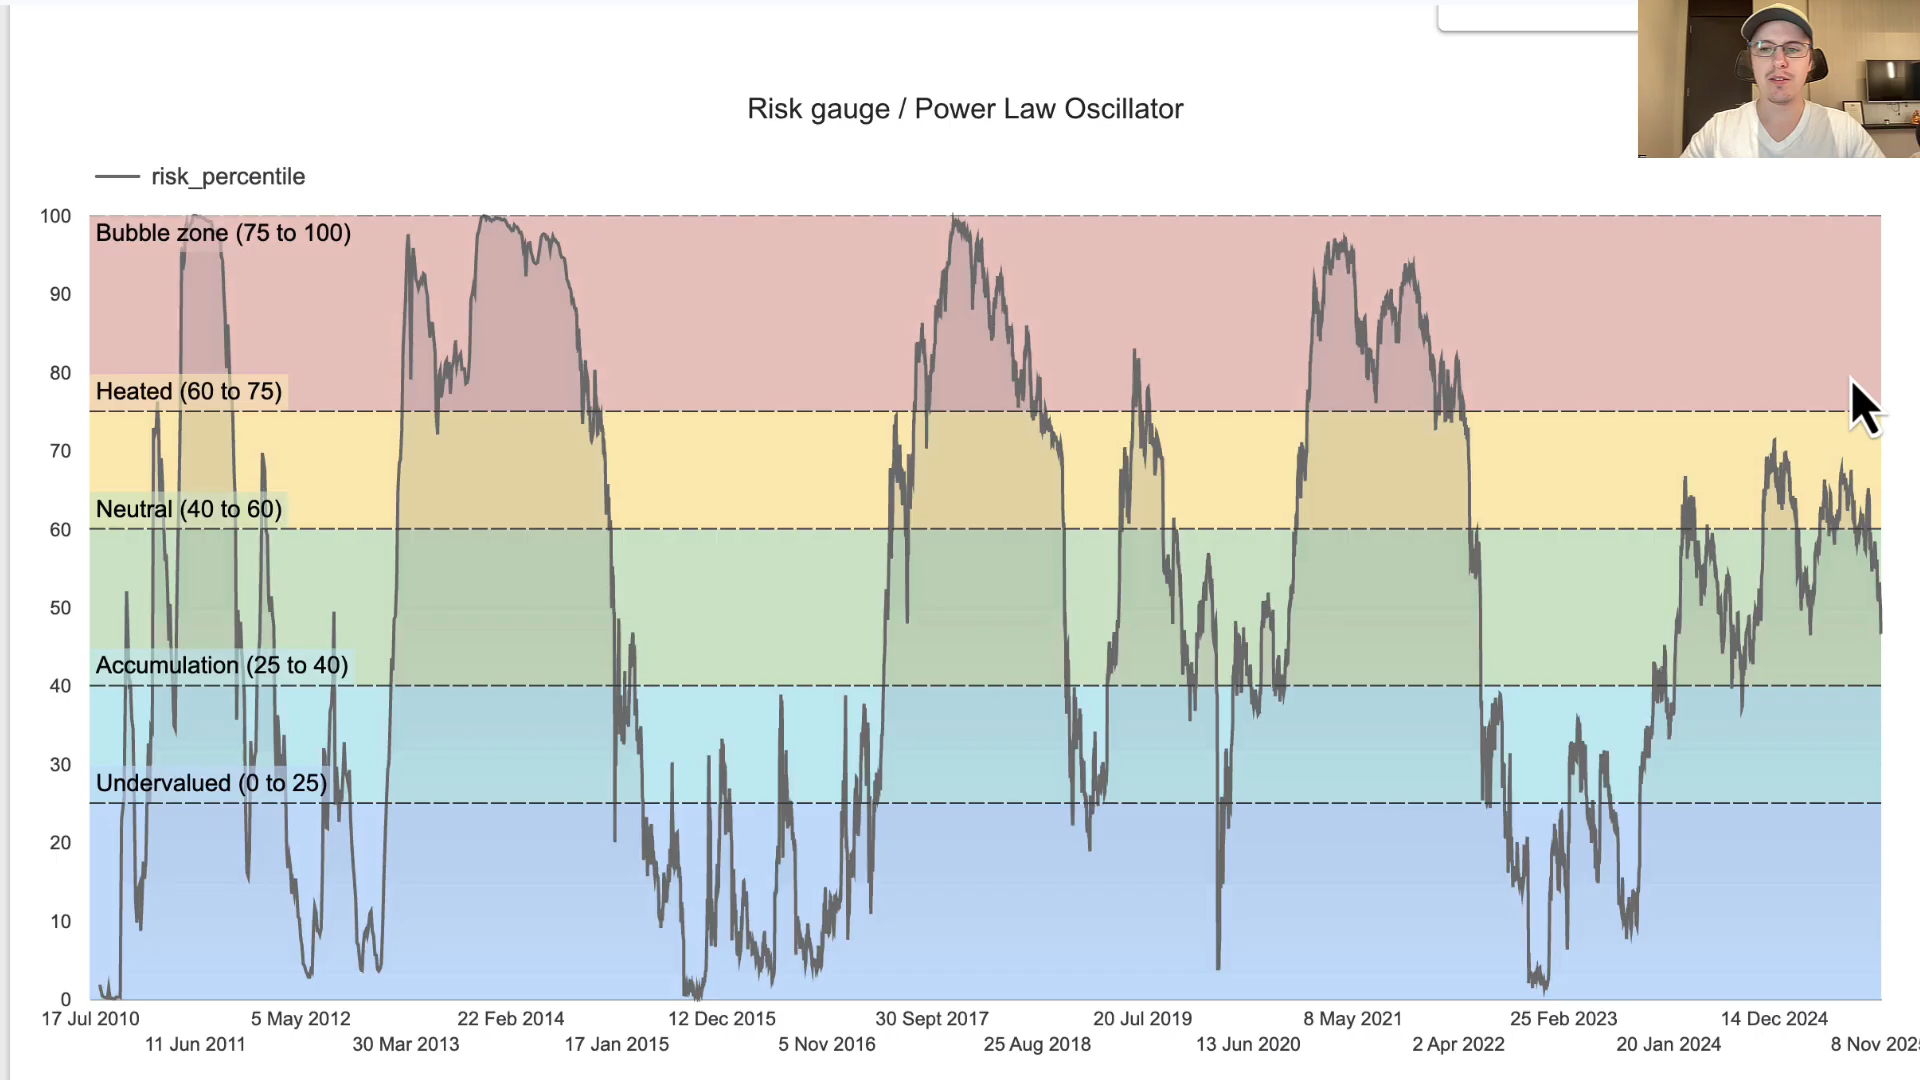 Risk gauge / Power Law Oscillator
risk_percentile
100
Bubble zone (75 to 100)
90
80
Heated (60 to 75)
70
Neutral (40 to 60)
60
50
Accumulation (25 to 40)
40
30
Undervalued (0 to 25)
20
10
0
17 Jul 2010 5 May 2012 22 Feb 2014 12 Dec 2015 30 Sept 2017 20 Jul 2019 8 May 2021 25 Feb 2023 14 Dec 2024
11 Jun 2011 30 Mar 2013 17 Jan 2015 5 Nov 2016 25 Aug 2018 13 Jun 2020 2 Apr 2022 20 Jan 2024 8 Nov 202